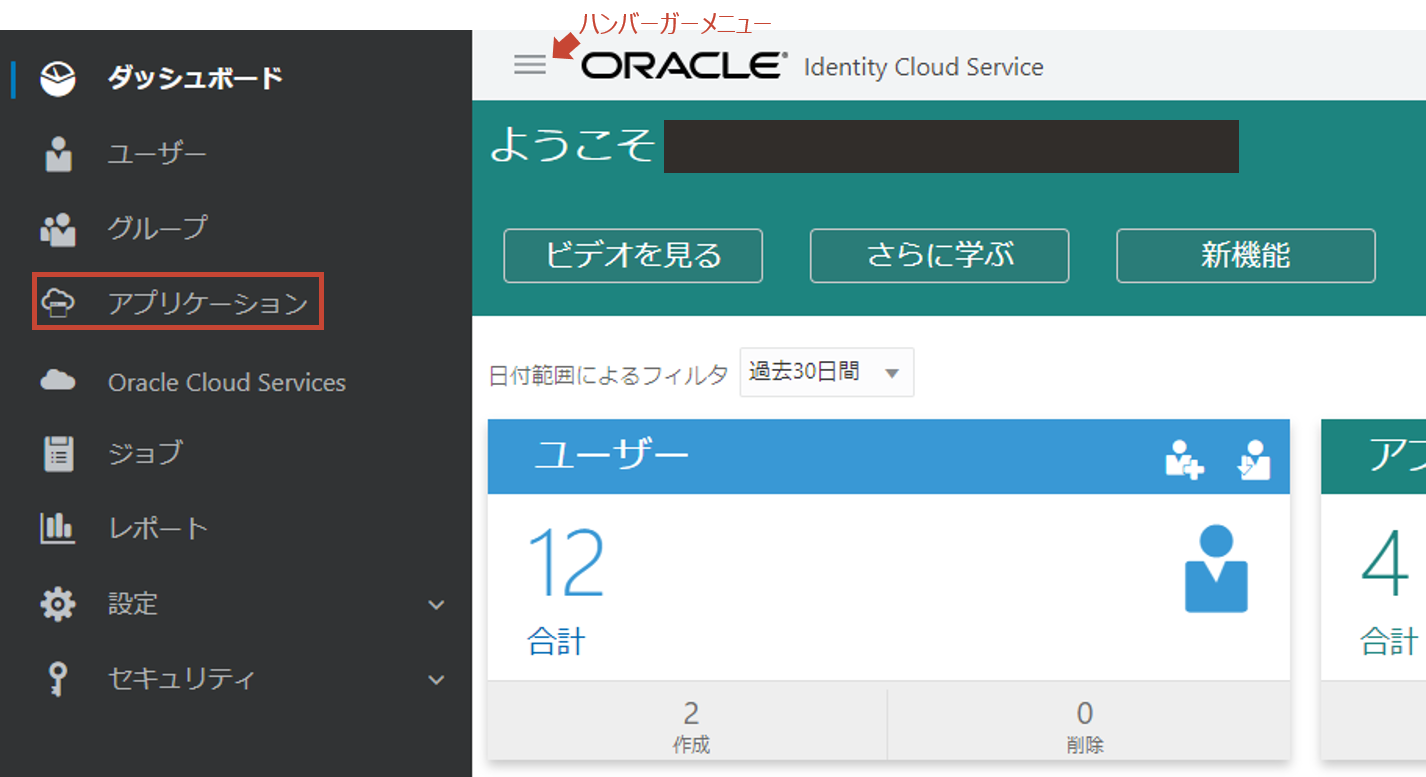 ハンバーガーメニュー
ORACLE® Identity Cloud Service
ダッシュボード
ユーザー
グループ
アプリケーション
Oracle Cloud Services
ジョブ
レポート
設定
セキュリティ
ようこそ
ビデオを見る
さらに学ぶ
新機能
日付範囲によるフィルタ 過去30日間
ユーザー
12
合計
2
作成
0
削除
アプ
4
合計